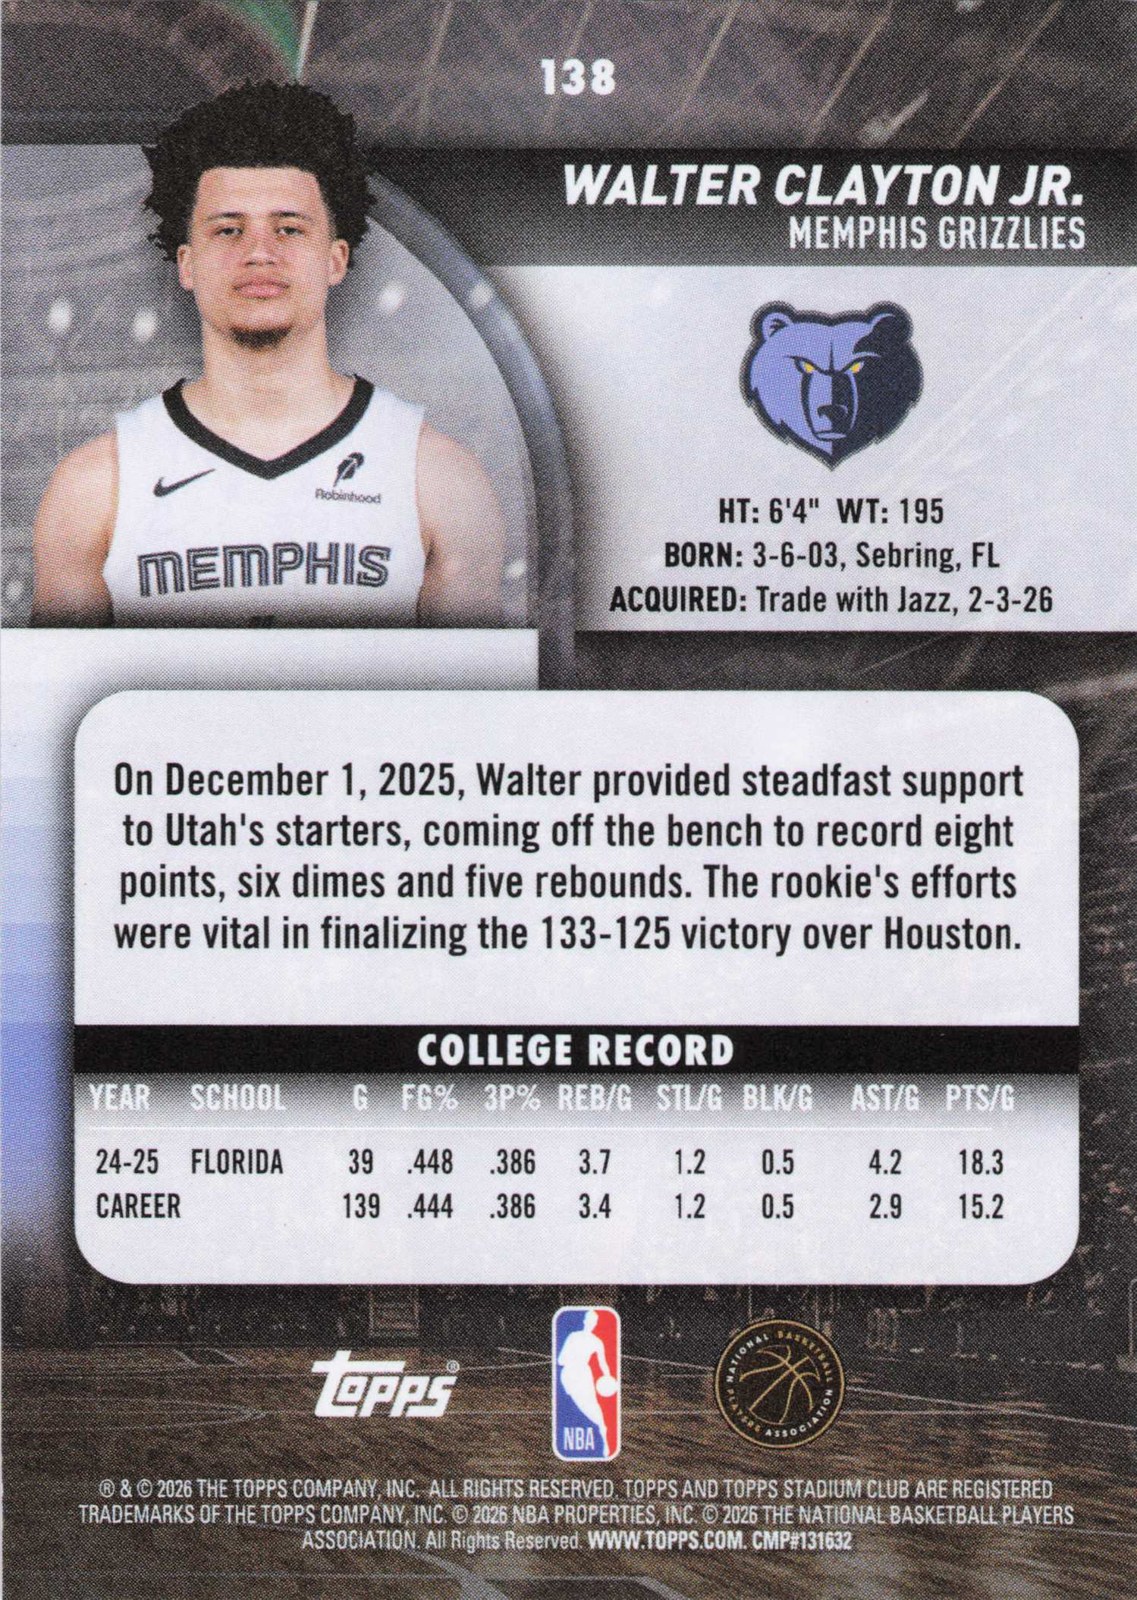 138
WALTER CLAYTON JR.
MEMPHIS GRIZZLIES
Robinhood
MEMPHIS
HT: 6'4" WT: 195
BORN: 3-6-03, Sebring, FL
ACQUIRED: Trade with Jazz, 2-3-26
On December 1, 2025, Walter provided steadfast support
to Utah's starters, coming off the bench to record eight
points, six dimes and five rebounds. The rookie's efforts
were vital in finalizing the 133-125 victory over Houston.
COLLEGE RECORD
YEAR SCHOOL G FG% 3P% REB/G STL/G BLK/G AST/G PTS/G
24-25 FLORIDA 39 .448 .386 3.7 1.2 0.5 4.2 18.3
CAREER 139 .444 .386 3.4 1.2 0.5 2.9 15.2
Topps®
NBA
NATIONAL BASKETBALL PLAYERS ASSOCIATION
® & © 2026 THE TOPPS COMPANY, INC. ALL RIGHTS RESERVED. TOPPS AND TOPPS STADIUM CLUB ARE REGISTERED
TRADEMARKS OF THE TOPPS COMPANY, INC. © 2026 NBA PROPERTIES, INC. © 2026 THE NATIONAL BASKETBALL PLAYERS
ASSOCIATION. All Rights Reserved. WWW.TOPPS.COM. CMP#131632